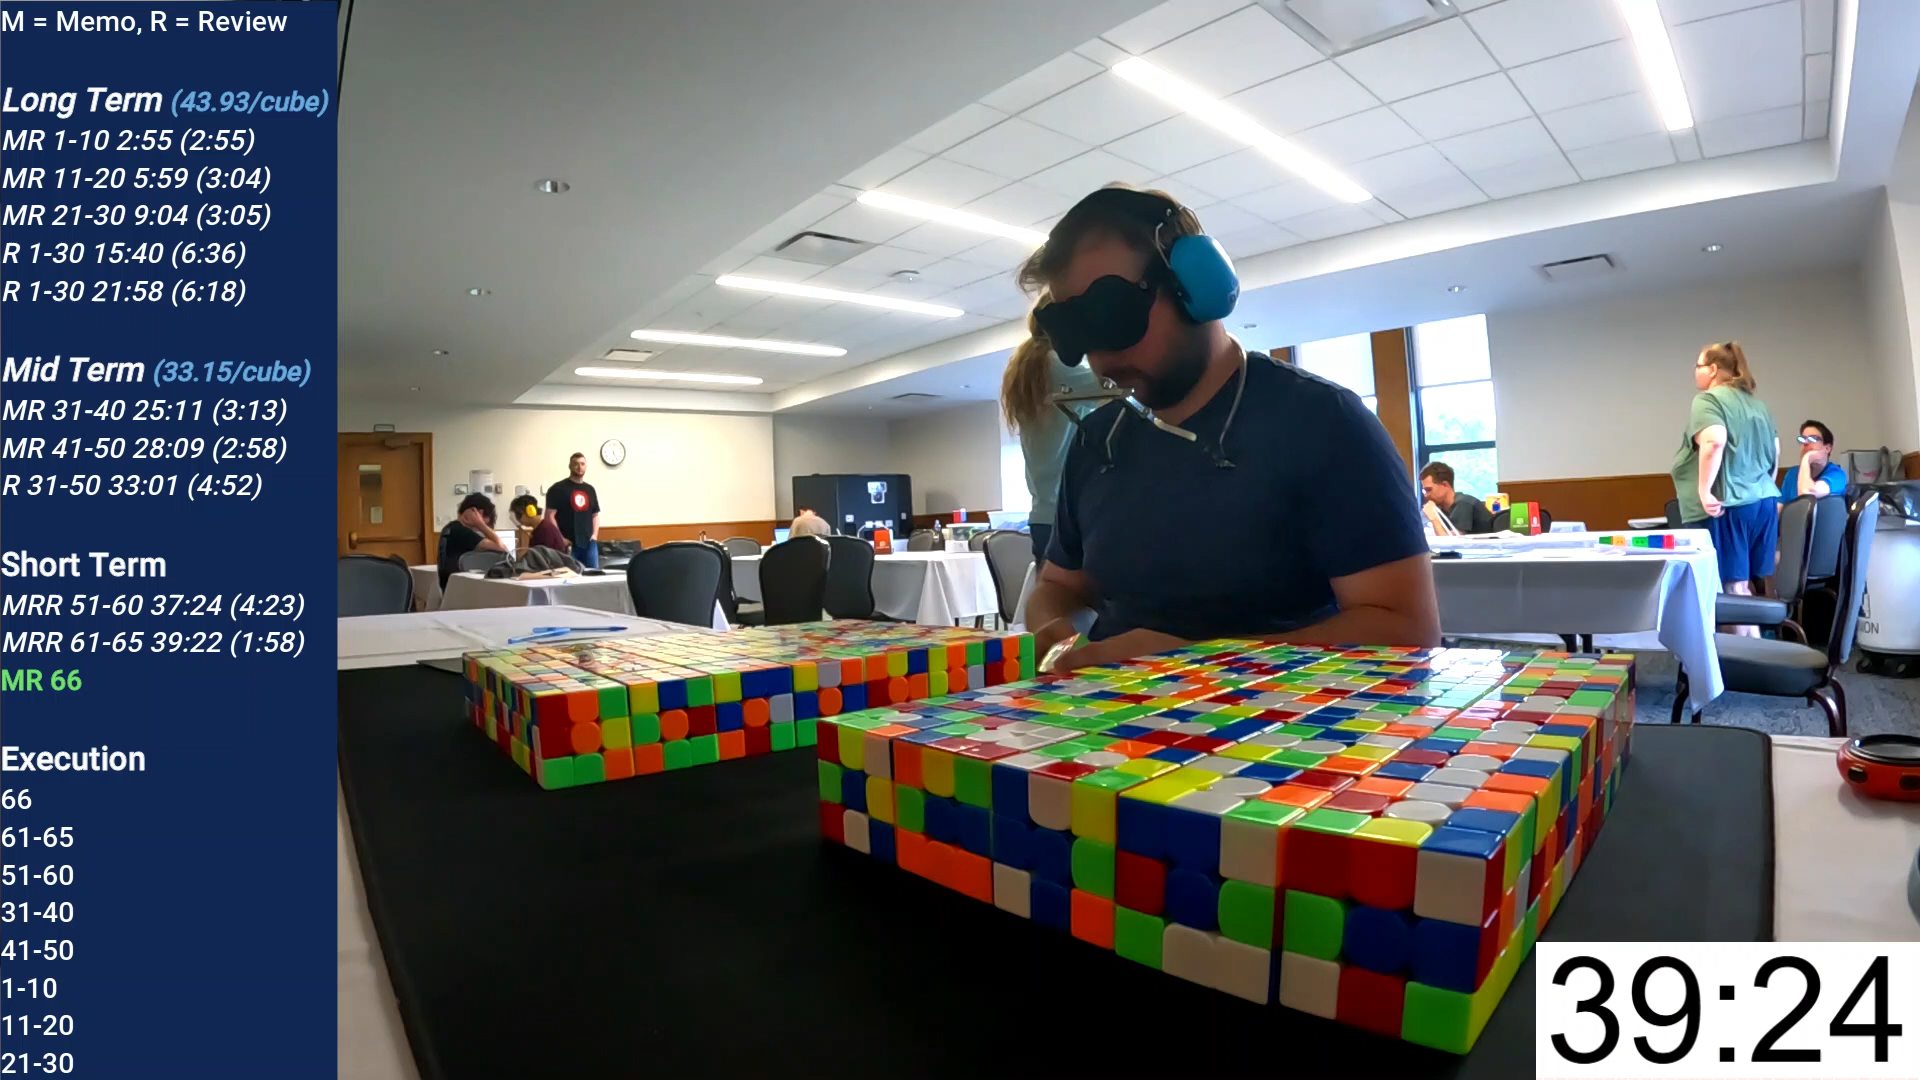 M = Memo, R = Review
Long Term (43.93/cube)
MR 1-10 2:55 (2:55)
MR 11-20 5:59 (3:04)
MR 21-30 9:04 (3:05)
R 1-30 15:40 (6:36)
R 1-30 21:58 (6:18)
Mid Term (33.15/cube)
MR 31-40 25:11 (3:13)
MR 41-50 28:09 (2:58)
R 31-50 33:01 (4:52)
Short Term
MRR 51-60 37:24 (4:23)
MRR 61-65 39:22 (1:58)
MR 66
Execution
66
61-65
51-60
31-40
41-50
1-10
11-20
21-30
39:24